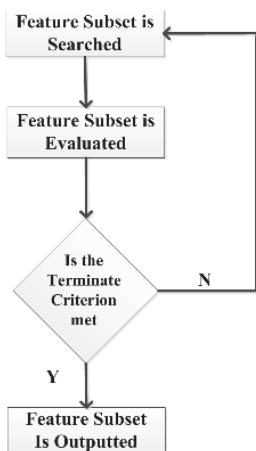 Feature Subset is
Searched
Feature Subset is
Evaluated
Is the
Terminate
Criterion
met
N
Y
Feature Subset
Is Outputted